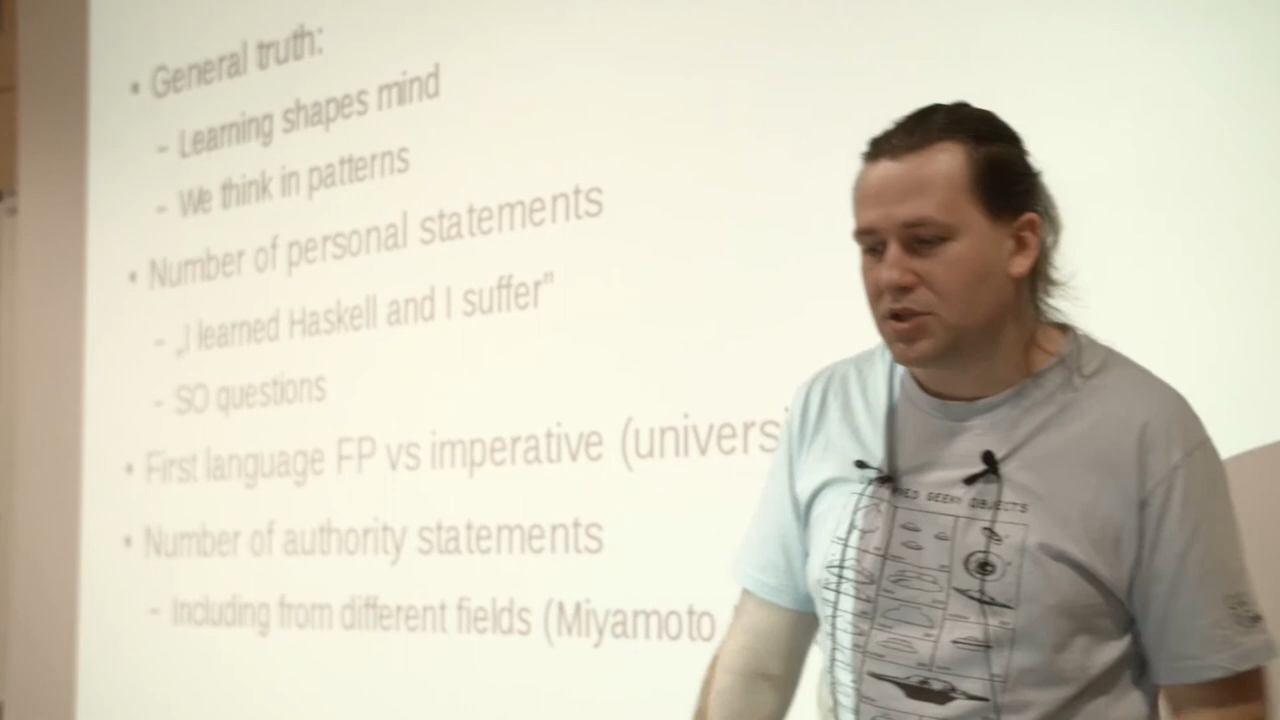 • General truth:
– Learning shapes mind
– We think in patterns
• Number of personal statements
– „I learned Haskell and I suffer”
– SO questions
• First language FP vs imperative (univers
• Number of authority statements
– Including from different fields (Miyamoto
GEEKY OBJECTS